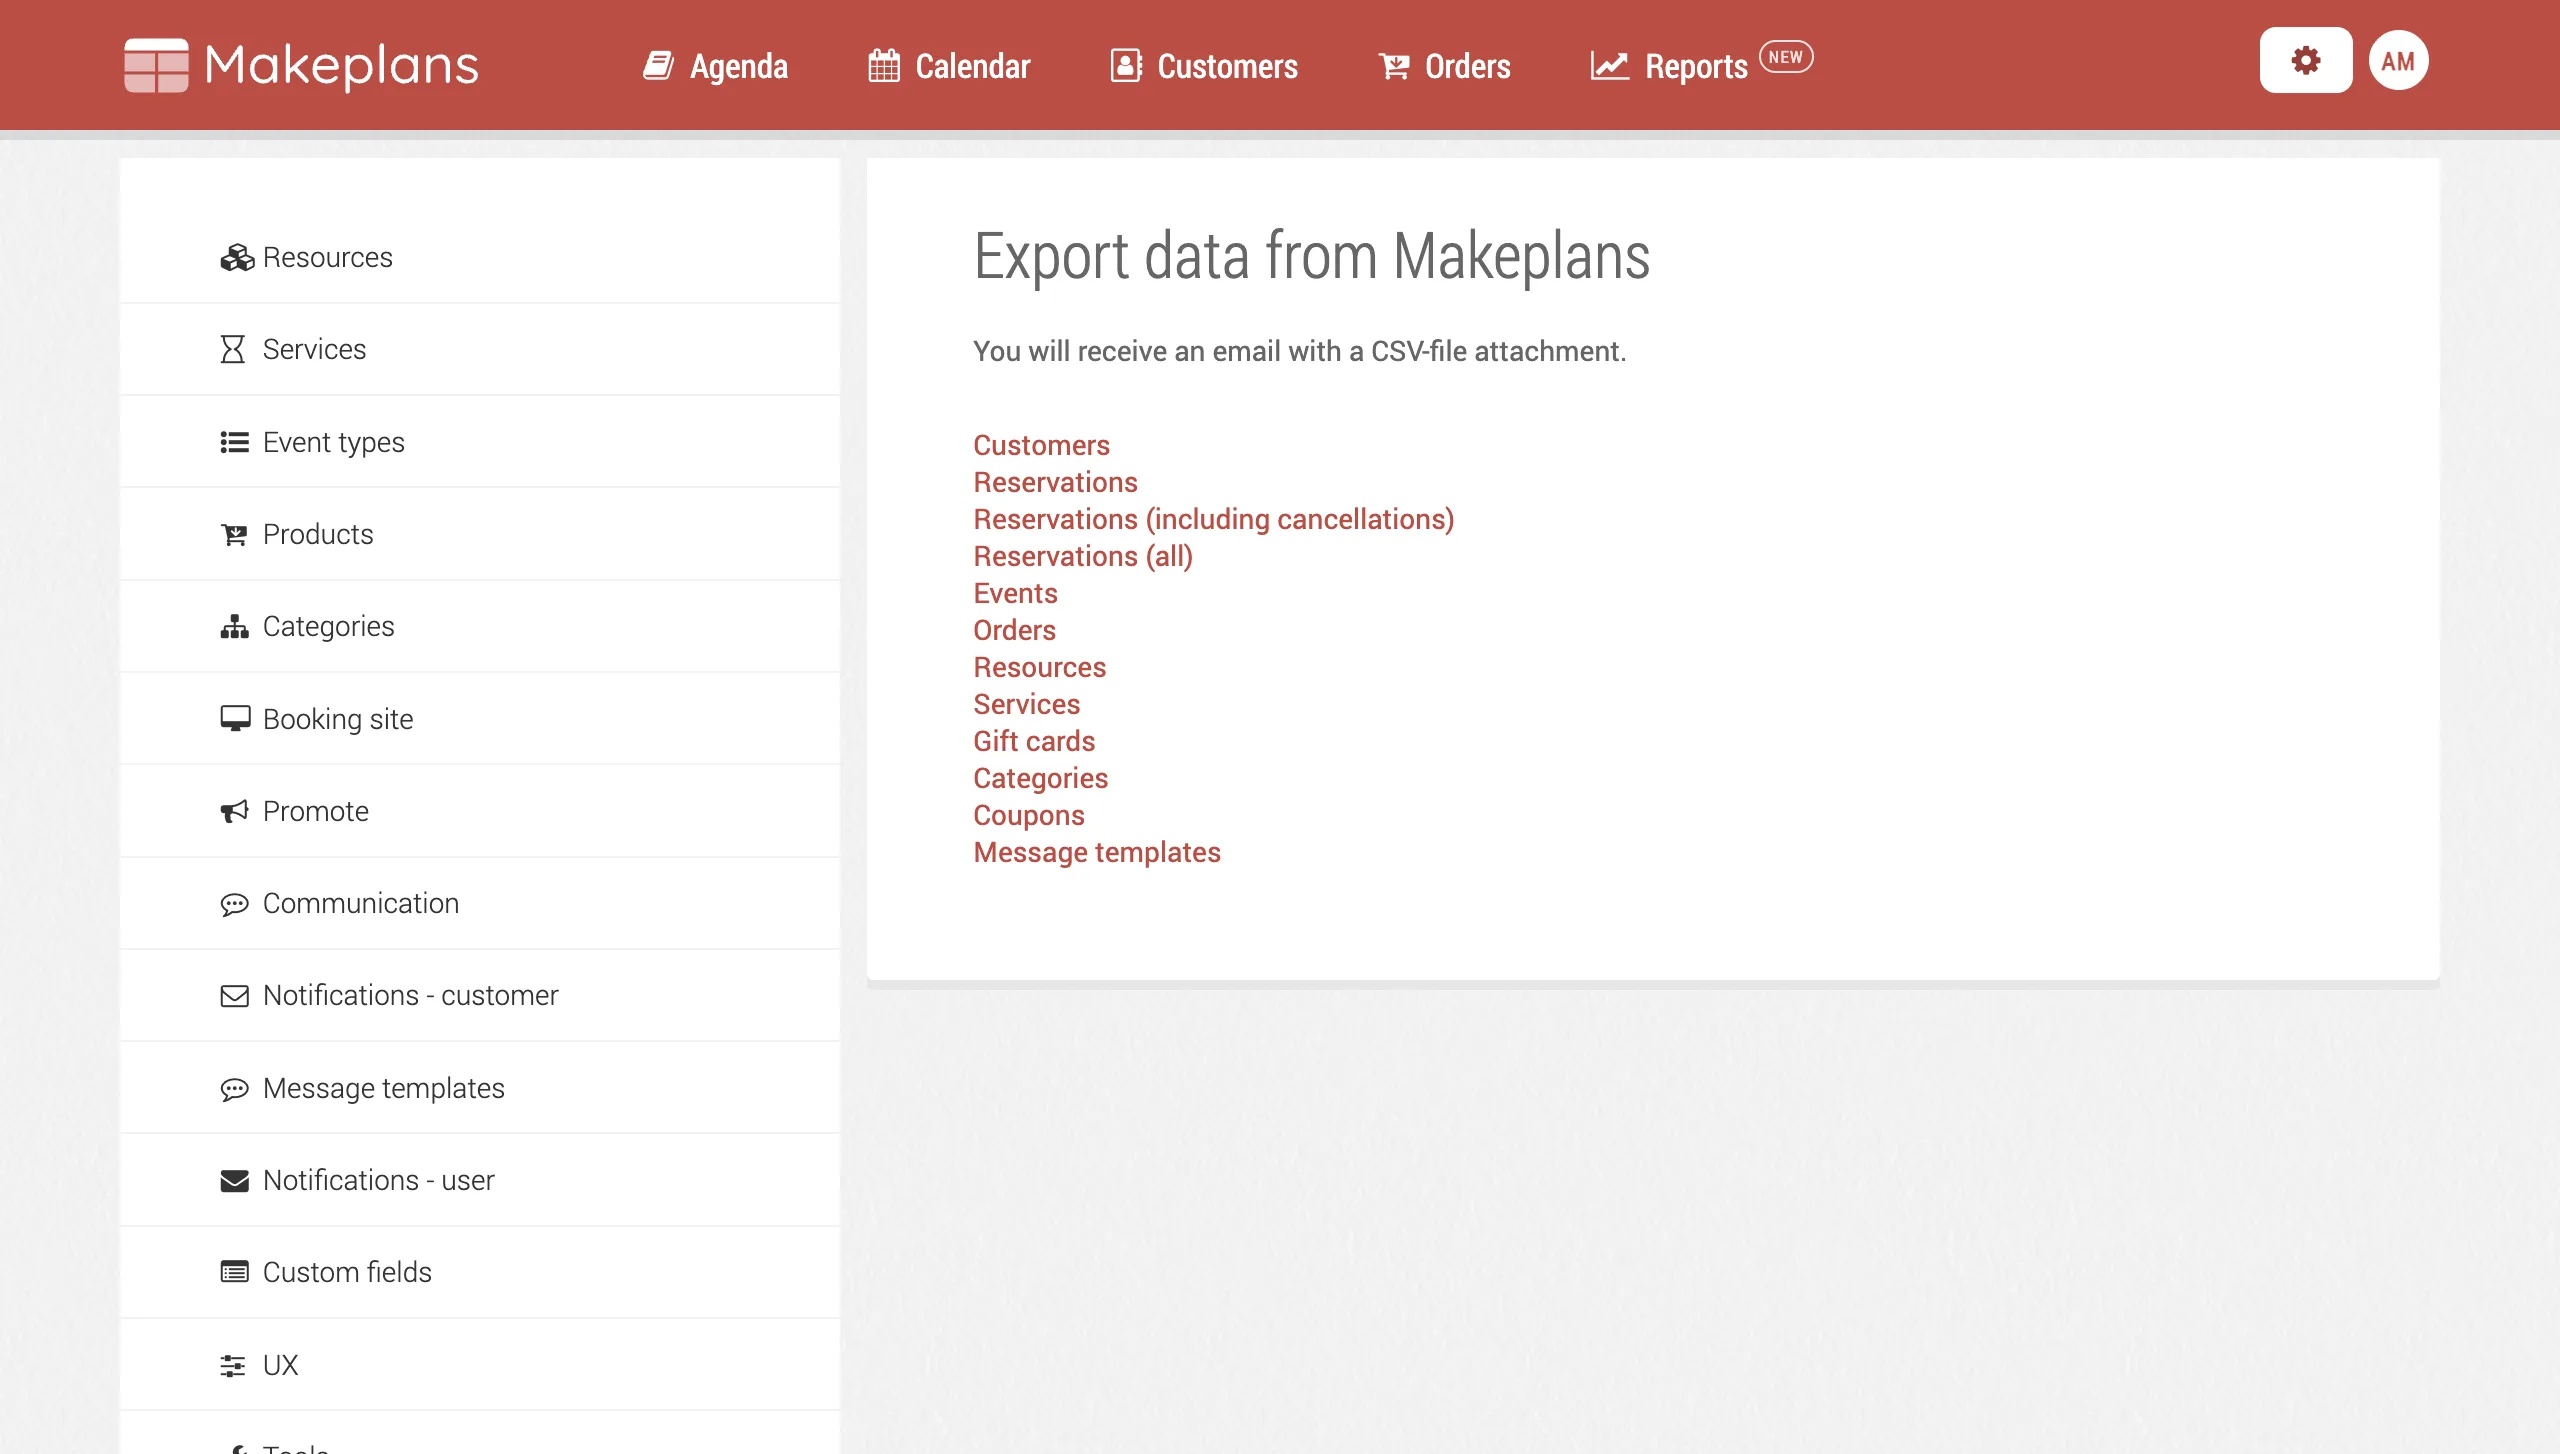 Makeplans
Agenda
Calendar
Customers
Orders
Reports NEW
AM
Resources
Services
Event types
Products
Categories
Booking site
Promote
Communication
Notifications - customer
Message templates
Notifications - user
Custom fields
UX
Tools
Export data from Makeplans
You will receive an email with a CSV-file attachment.
Customers
Reservations
Reservations (including cancellations)
Reservations (all)
Events
Orders
Resources
Services
Gift cards
Categories
Coupons
Message templates